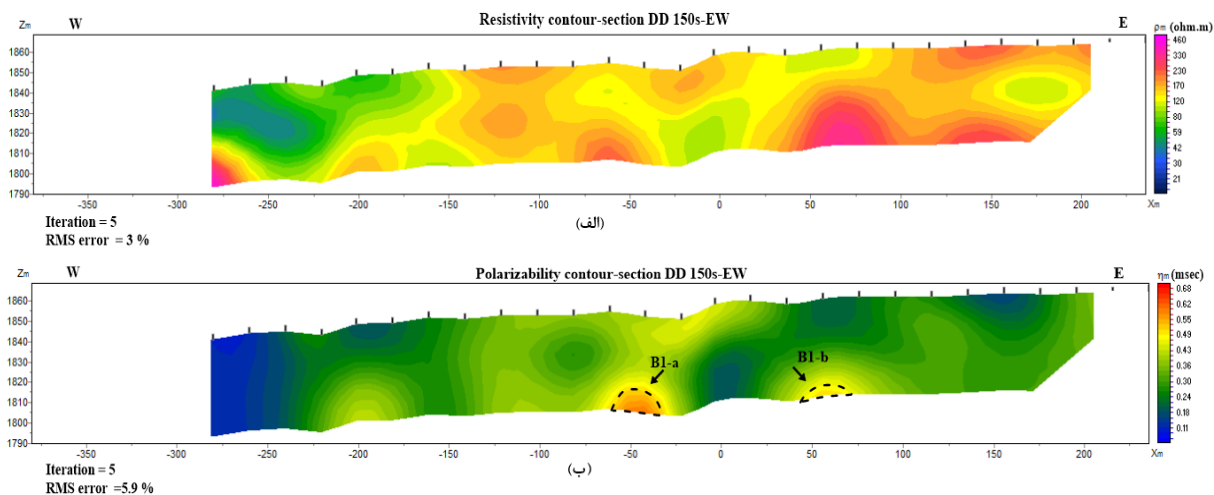 Resistivity contour-section DD 150s-EW
Zm W E ρm (ohm.m)
1860
1850
1840
1830
1820
1810
1800
1790
460
320
230
170
120
80
59
42
30
21
-350 -300 -250 -200 -150 -100 -50 0 50 100 150 200 Xm
Iteration = 5
RMS error = 3 %
(الف)
Polarizability contour-section DD 150s-EW
Zm W E ηm (msec)
1860
1850
1840
1830
1820
1810
1800
1790
B1-a
B1-b
0.68
0.58
0.49
0.42
0.36
0.30
0.24
0.18
0.11
-350 -300 -250 -200 -150 -100 -50 0 50 100 150 200 Xm
Iteration = 5
RMS error =5.9 %
(ب)